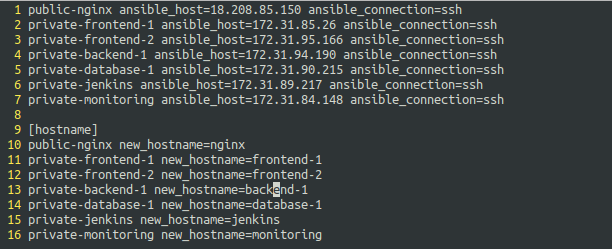 1 public-nginx ansible_host=18.208.85.150 ansible_connection=ssh
2 private-frontend-1 ansible_host=172.31.85.26 ansible_connection=ssh
3 private-frontend-2 ansible_host=172.31.95.166 ansible_connection=ssh
4 private-backend-1 ansible_host=172.31.94.190 ansible_connection=ssh
5 private-database-1 ansible_host=172.31.90.215 ansible_connection=ssh
6 private-jenkins ansible_host=172.31.89.217 ansible_connection=ssh
7 private-monitoring ansible_host=172.31.84.148 ansible_connection=ssh
8
9 [hostname]
10 public-nginx new_hostname=nginx
11 private-frontend-1 new_hostname=frontend-1
12 private-frontend-2 new_hostname=frontend-2
13 private-backend-1 new_hostname=backend-1
14 private-database-1 new_hostname=database-1
15 private-jenkins new_hostname=jenkins
16 private-monitoring new_hostname=monitoring